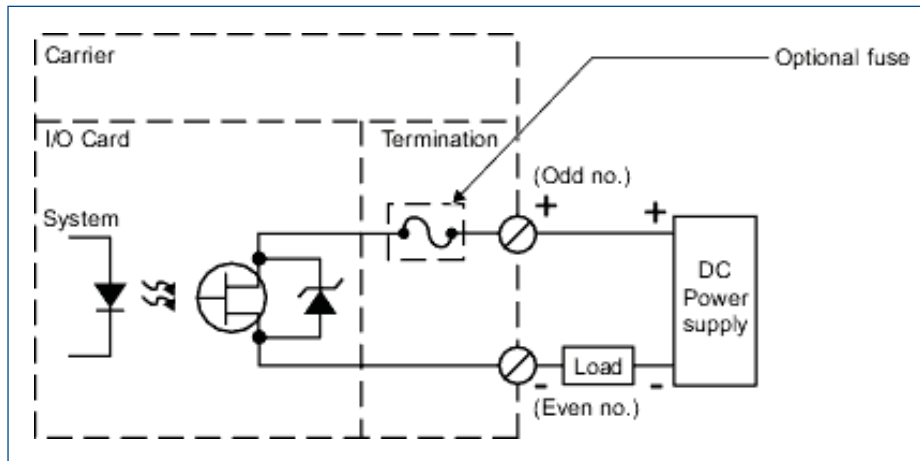 Carrier
Optional fuse
I/O Card
Termination
(Odd no.)
System
+
+
DC
Power
supply
Load
-
-
(Even no.)